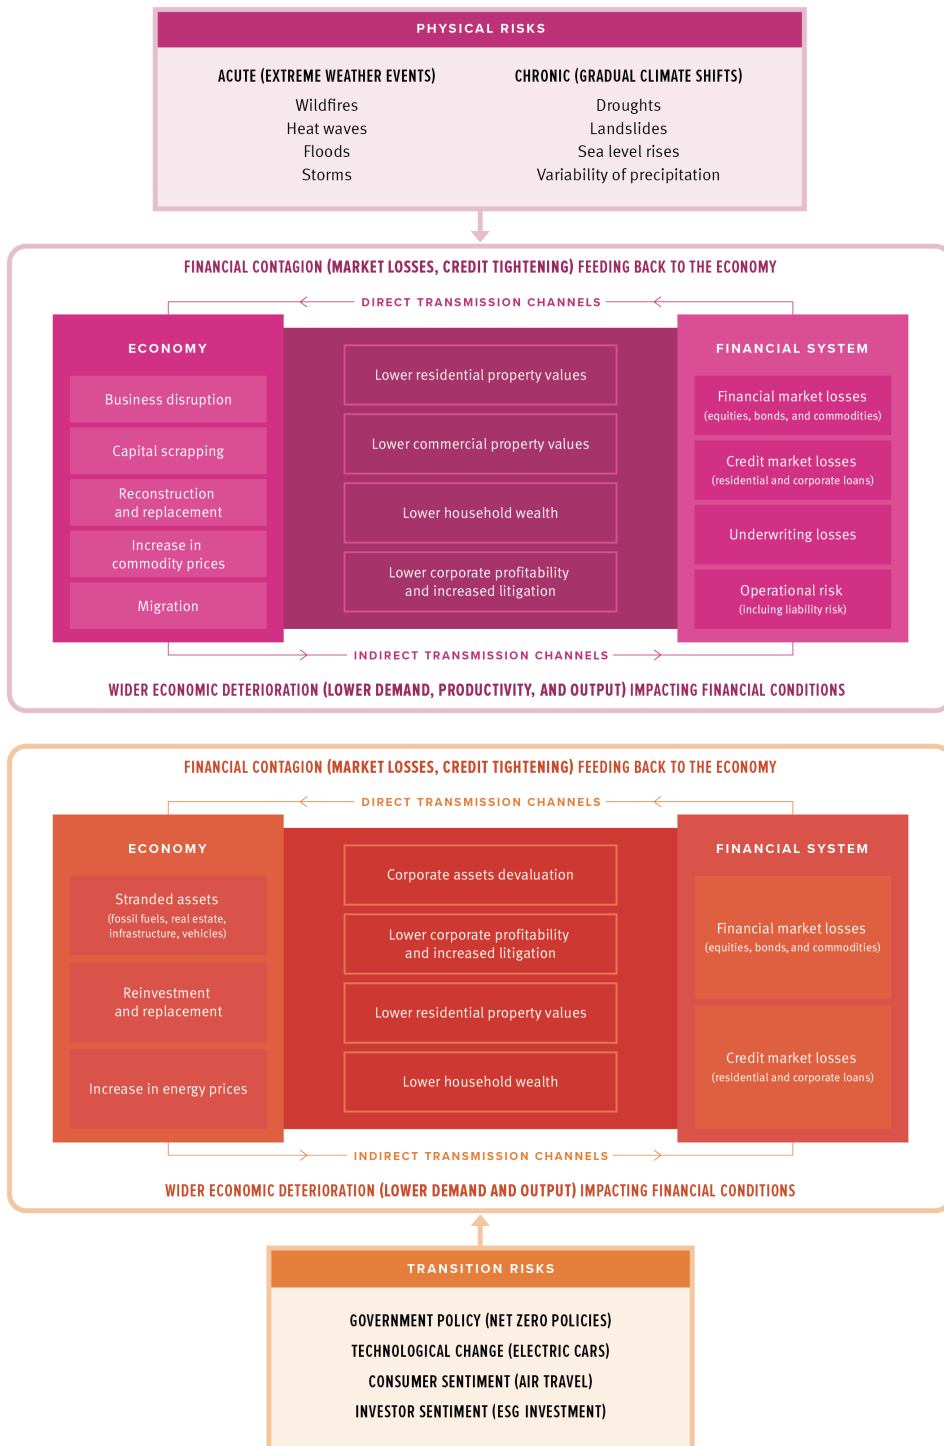 PHYSICAL RISKS
ACUTE (EXTREME WEATHER EVENTS)
Wildfires
Heat waves
Floods
Storms
CHRONIC (GRADUAL CLIMATE SHIFTS)
Droughts
Landslides
Sea level rises
Variability of precipitation
FINANCIAL CONTAGION (MARKET LOSSES, CREDIT TIGHTENING) FEEDING BACK TO THE ECONOMY
DIRECT TRANSMISSION CHANNELS
ECONOMY
Business disruption
Capital scrapping
Reconstruction
and replacement
Increase in
commodity prices
Migration
Lower residential property values
Lower commercial property values
Lower household wealth
Lower corporate profitability
and increased litigation
FINANCIAL SYSTEM
Financial market losses
(equities, bonds, and commodities)
Credit market losses
(residential and corporate loans)
Underwriting losses
Operational risk
(incluing liability risk)
INDIRECT TRANSMISSION CHANNELS
WIDER ECONOMIC DETERIORATION (LOWER DEMAND, PRODUCTIVITY, AND OUTPUT) IMPACTING FINANCIAL CONDITIONS
FINANCIAL CONTAGION (MARKET LOSSES, CREDIT TIGHTENING) FEEDING BACK TO THE ECONOMY
DIRECT TRANSMISSION CHANNELS
ECONOMY
Stranded assets
(fossil fuels, real estate,
infrastructure, vehicles)
Reinvestment
and replacement
Increase in energy prices
Corporate assets devaluation
Lower corporate profitability
and increased litigation
Lower residential property values
Lower household wealth
FINANCIAL SYSTEM
Financial market losses
(equities, bonds, and commodities)
Credit market losses
(residential and corporate loans)
INDIRECT TRANSMISSION CHANNELS
WIDER ECONOMIC DETERIORATION (LOWER DEMAND AND OUTPUT) IMPACTING FINANCIAL CONDITIONS
TRANSITION RISKS
GOVERNMENT POLICY (NET ZERO POLICIES)
TECHNOLOGICAL CHANGE (ELECTRIC CARS)
CONSUMER SENTIMENT (AIR TRAVEL)
INVESTOR SENTIMENT (ESG INVESTMENT)